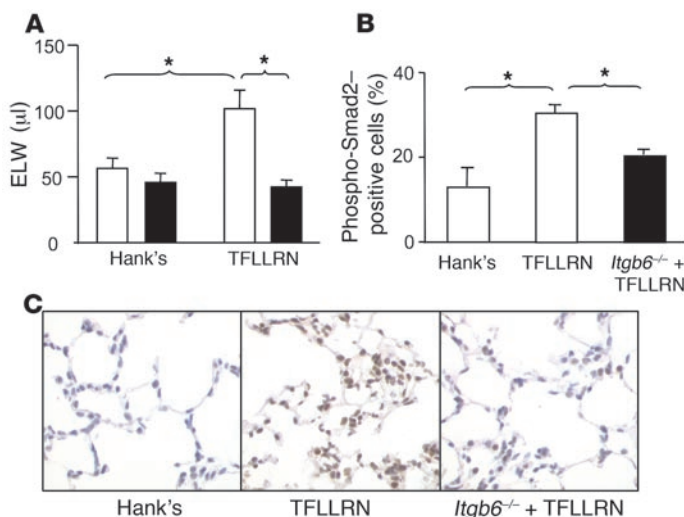 A
150
100
50
0
ELW (µl)
*
*
Hank's
TFLLRN
B
40
20
0
Phospho-Smad2–
positive cells (%)
*
*
Hank's
TFLLRN
Itgb6–/– +
TFLLRN
C
Hank's
TFLLRN
Itgb6–/– + TFLLRN